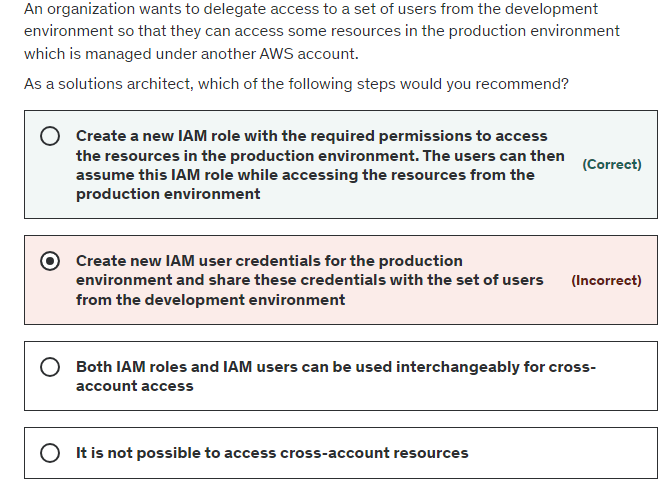 An organization wants to delegate access to a set of users from the development
environment so that they can access some resources in the production environment
which is managed under another AWS account.
As a solutions architect, which of the following steps would you recommend?
Create a new IAM role with the required permissions to access
the resources in the production environment. The users can then
assume this IAM role while accessing the resources from the
production environment
(Correct)
Create new IAM user credentials for the production
environment and share these credentials with the set of users
from the development environment
(Incorrect)
Both IAM roles and IAM users can be used interchangeably for cross-
account access
It is not possible to access cross-account resources